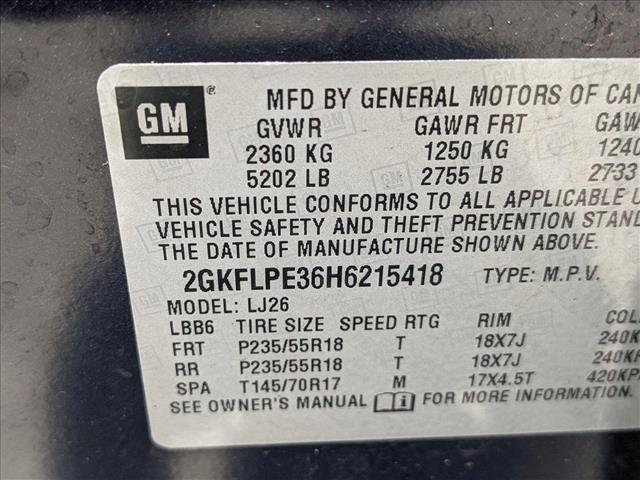 GM ®
MFD BY GENERAL MOTORS OF CAN
GVWR GAWR FRT GAW
2360 KG 1250 KG 1240
5202 LB 2755 LB 2733
THIS VEHICLE CONFORMS TO ALL APPLICABLE U
VEHICLE SAFETY AND THEFT PREVENTION STAND
THE DATE OF MANUFACTURE SHOWN ABOVE.
2GKFLPE36H6215418 TYPE: M.P.V.
MODEL: LJ26
LBB6 TIRE SIZE SPEED RTG RIM COL
FRT P235/55R18 T 18X7J 240K
RR P235/55R18 T 18X7J 240K
SPA T145/70R17 M 17X4.5T 420KP
SEE OWNER'S MANUAL FOR MORE INFORMATION.